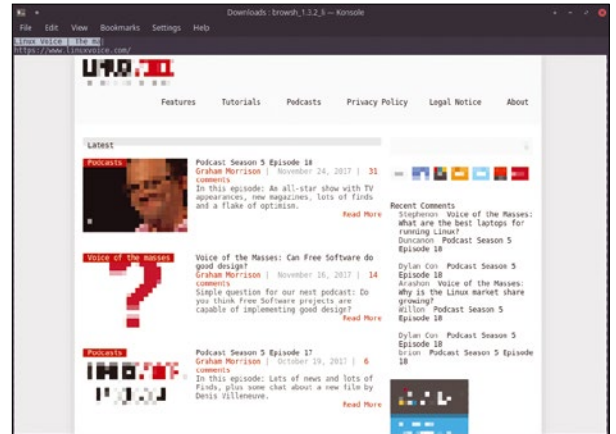 Downloads : browsh_1.3.2_li — Konsole
File Edit View Bookmarks Settings Help
Linux Voice | The ma
https://www.linuxvoice.com/
Features Tutorials Podcasts Privacy Policy Legal Notice About
Latest
Podcasts
Podcast Season 5 Episode 18
Graham Morrison | November 24, 2017 | 31
comments
In this episode: An all-star show with TV
appearances, new magazines, lots of finds
and a flake of optimism.
Read More
Voice of the masses
Voice of the Masses: Can Free Software do
good design?
Graham Morrison | November 16, 2017 | 14
comments
Simple question for our next podcast: Do
you think Free Software projects are
capable of implementing good design?
Read More
Podcasts
Podcast Season 5 Episode 17
Graham Morrison | October 19, 2017 | 6
comments
In this episode: Lots of news and lots of
Finds, plus some chat about a new file by
Denis Villeneuve.
Read More
Recent Comments
Stephenon Voice of the Masses:
What are the best laptops for
running Linux?
Duncanon Podcast Season 5
Episode 18
Dylan Con Podcast Season 5
Episode 18
Arashon Voice of the Masses:
Why is the Linux market share
growing?
Willon Podcast Season 5
Episode 18
Dylan Con Podcast Season 5
Episode 18
brion Podcast Season 5 Episode
18